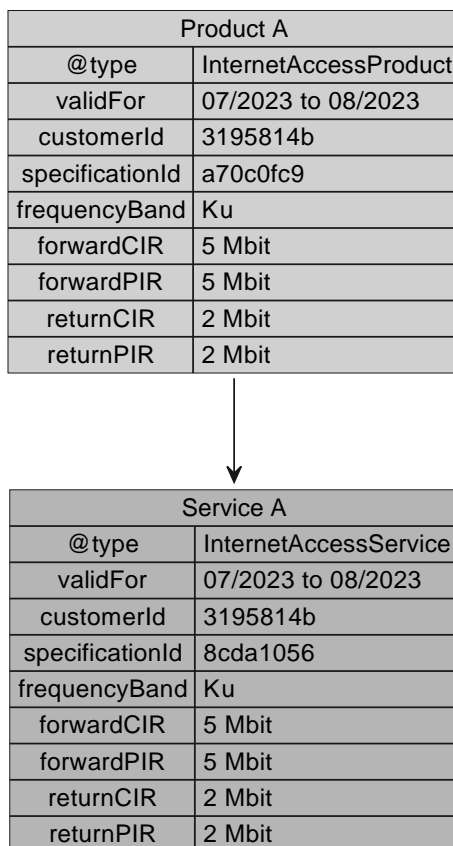 Product A
@type InternetAccessProduct
validFor 07/2023 to 08/2023
customerId 3195814b
specificationId a70c0fc9
frequencyBand Ku
forwardCIR 5 Mbit
forwardPIR 5 Mbit
returnCIR 2 Mbit
returnPIR 2 Mbit
Service A
@type InternetAccessService
validFor 07/2023 to 08/2023
customerId 3195814b
specificationId 8cda1056
frequencyBand Ku
forwardCIR 5 Mbit
forwardPIR 5 Mbit
returnCIR 2 Mbit
returnPIR 2 Mbit